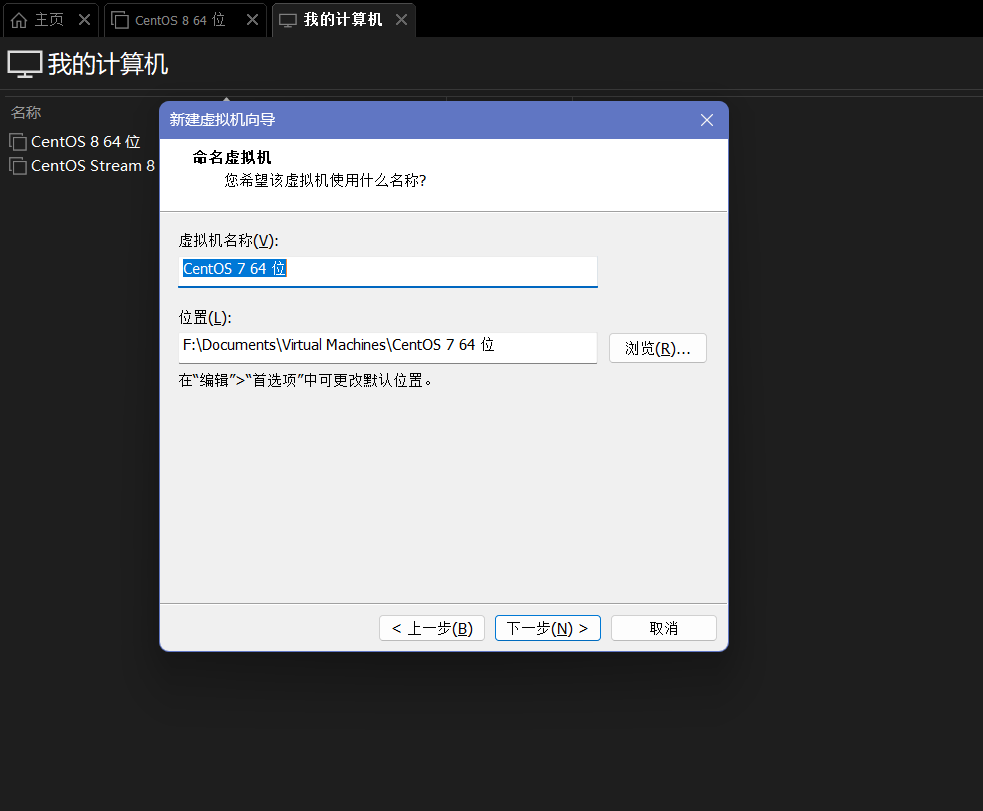 主页
CentOS 8 64 位
我的计算机
我的计算机
名称
CentOS 8 64 位
CentOS Stream 8
新建虚拟机向导
命名虚拟机
您希望该虚拟机使用什么名称?
虚拟机名称(V):
CentOS 7 64 位
位置(L):
F:\Documents\Virtual Machines\CentOS 7 64 位
浏览(R)...
在“编辑”>“首选项”中可更改默认位置。
< 上一步(B)
下一步(N) >
取消